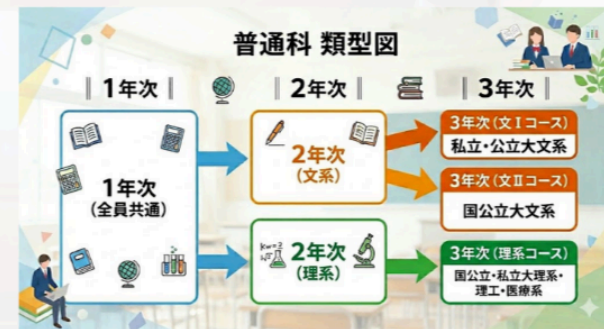 普通科 類型図
1年次
2年次
3年次
1年次
(全員共通)
2年次
(文系)
2年次
(理系)
3年次(文Ⅰコース)
私立・公立大文系
3年次(文Ⅱコース)
国公立大文系
3年次(理系コース)
国公立・私立大理系・
理工・医療系